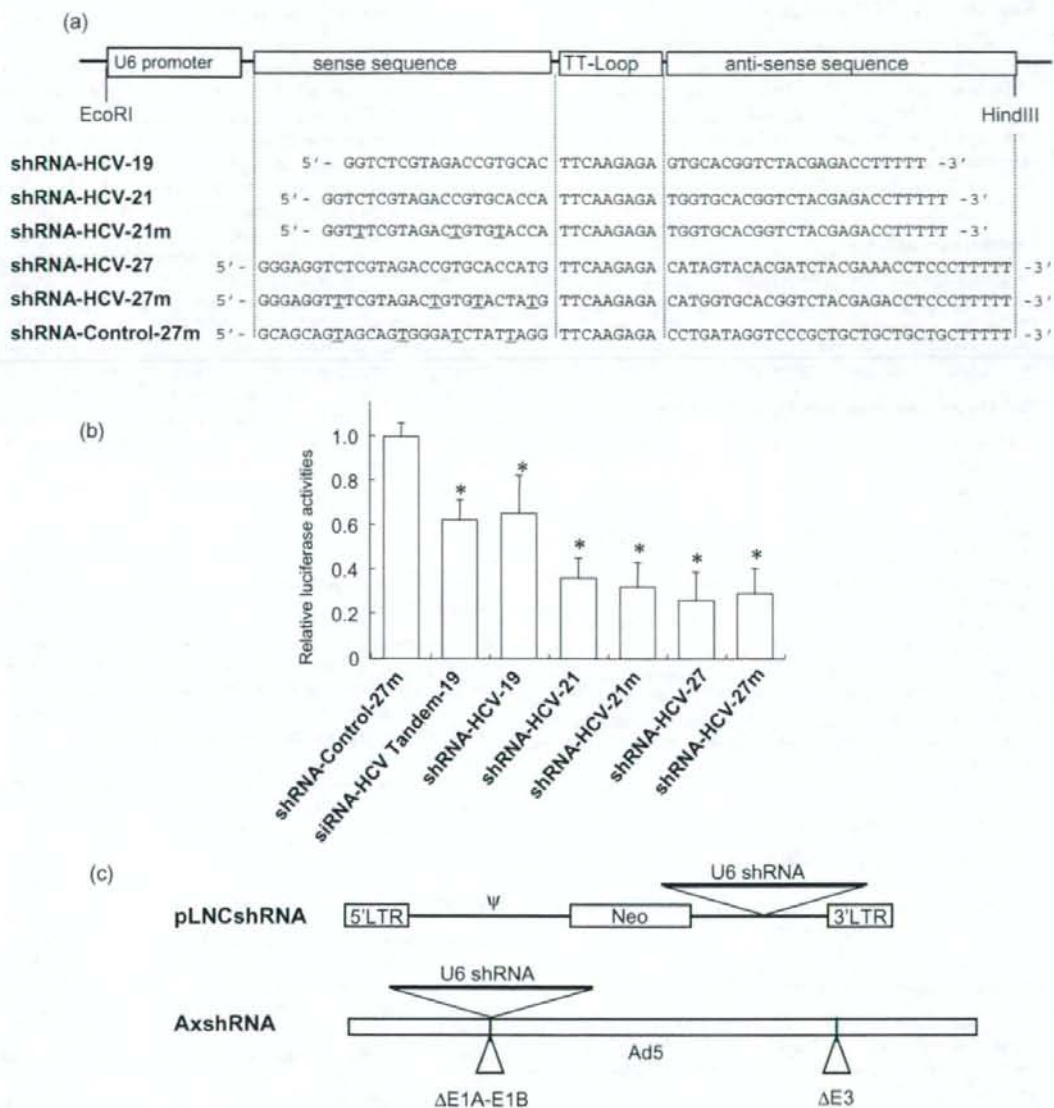 (a)
U6 promoter sense sequence TT-Loop anti-sense sequence
EcoRI HindIII
shRNA-HCV-19 5'- GGTCTCGTAGACCGTGCAC TTCAAGAGA GTGCACGGTCTACGAGACCTTTTT -3'
shRNA-HCV-21 5'- GGTCTCGTAGACCGTGCACCA TTCAAGAGA TGGTGCACGGTCTACGAGACCTTTTT -3'
shRNA-HCV-21m 5'- GGTTTCGTAGACTGTGTACCA TTCAAGAGA TGGTGCACGGTCTACGAGACCTTTTT -3'
shRNA-HCV-27 5'- GGGAGGTCTCGTAGACCGTGCACCATG TTCAAGAGA CATAGTACACGATCTACGAAACCTCCCTTTTT -3'
shRNA-HCV-27m 5'- GGGAGGTTTCGTAGACTGTGTACTATG TTCAAGAGA CATGGTGCACGGTCTACGAGACCTCCCTTTTT -3'
shRNA-Control-27m 5'- GCAGCAGTAGCAGTGGGATCTATTAGG TTCAAGAGA CCTGATAGGTCCCGCTGCTGCTGCTGCTTTTT -3'
(b)
Relative luciferase activities
1.0
0.8
0.6
0.4
0.2
0
* * * * * *
shRNA-Control-27m
siRNA-HCV Tandem-19
shRNA-HCV-19
shRNA-HCV-21
shRNA-HCV-21m
shRNA-HCV-27
shRNA-HCV-27m
(c)
U6 shRNA
pLNCshRNA 5'LTR ψ Neo 3'LTR
U6 shRNA
AxshRNA
Ad5
ΔE1A-E1B ΔE3